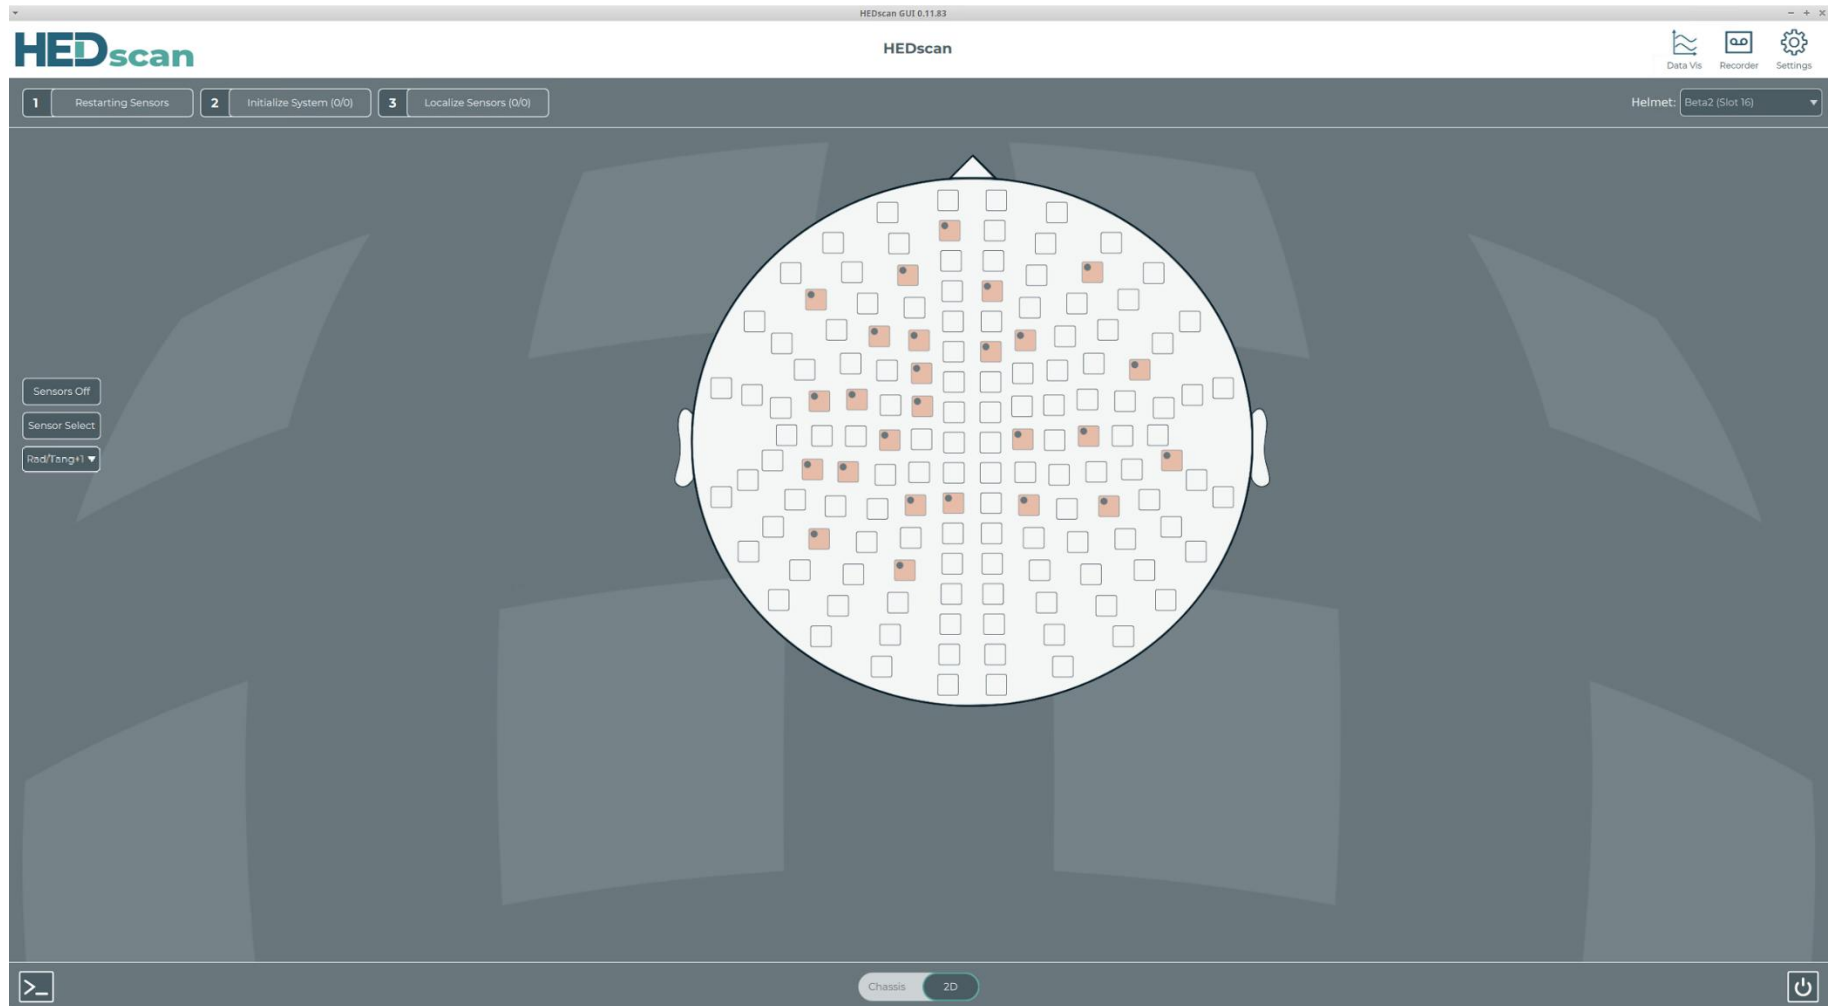 HEDscan GUI 0.11.83
HEDscan
HEDscan
Data Vis
Recorder
Settings
1 Restarting Sensors
2 Initialize System (0/0)
3 Localize Sensors (0/0)
Helmet: Beta2 (Slot 16)
Sensors Off
Sensor Select
Rad/Tang+1
Chassis
2D